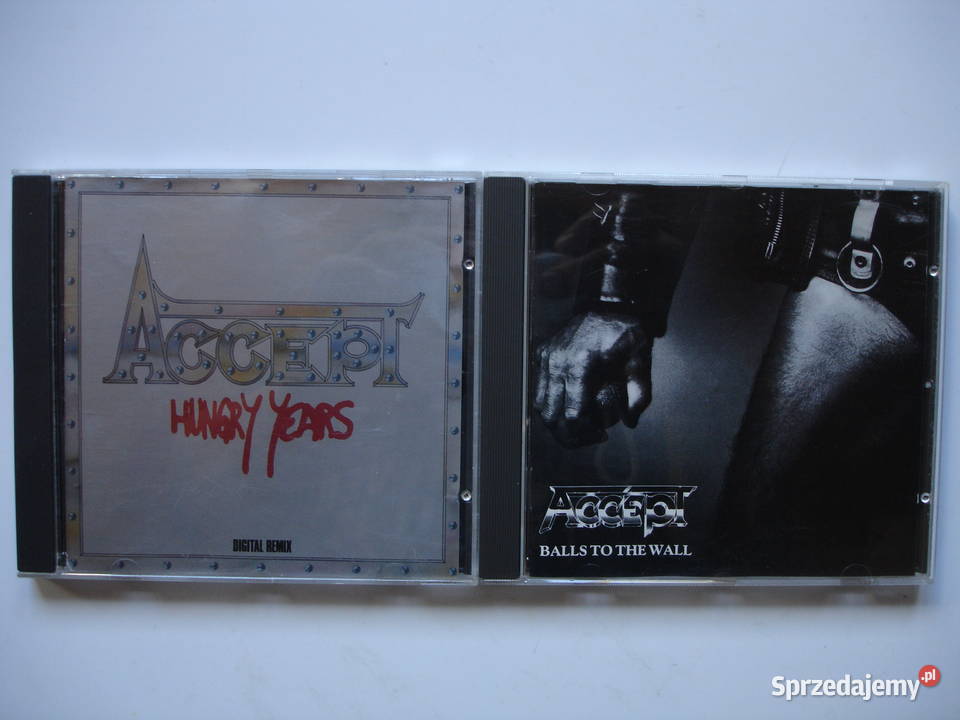 ACCEPT
HUNGRY YEARS
DIGITAL REMIX
ACCEPT
BALLS TO THE WALL
Sprzedajemy.pl